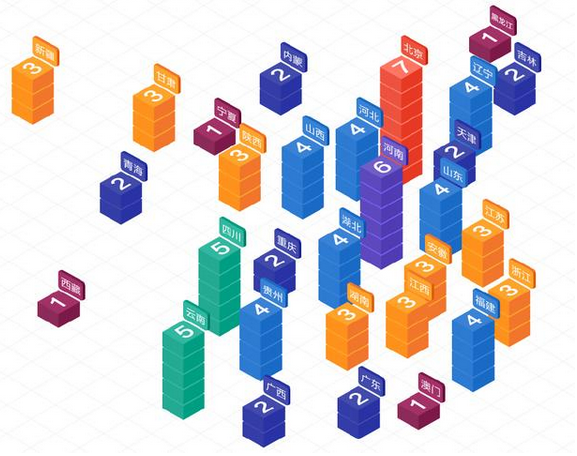 黑龙江
1
新疆
3
北京
7
内蒙
2
吉林
2
甘肃
3
辽宁
4
宁夏
1
河北
4
山西
4
陕西
3
天津
2
河南
6
青海
2
山东
4
江苏
3
四川
5
湖北
4
重庆
2
安徽
3
浙江
3
西藏
1
贵州
4
江西
3
湖南
3
福建
4
云南
5
广西
2
广东
2
澳门
1